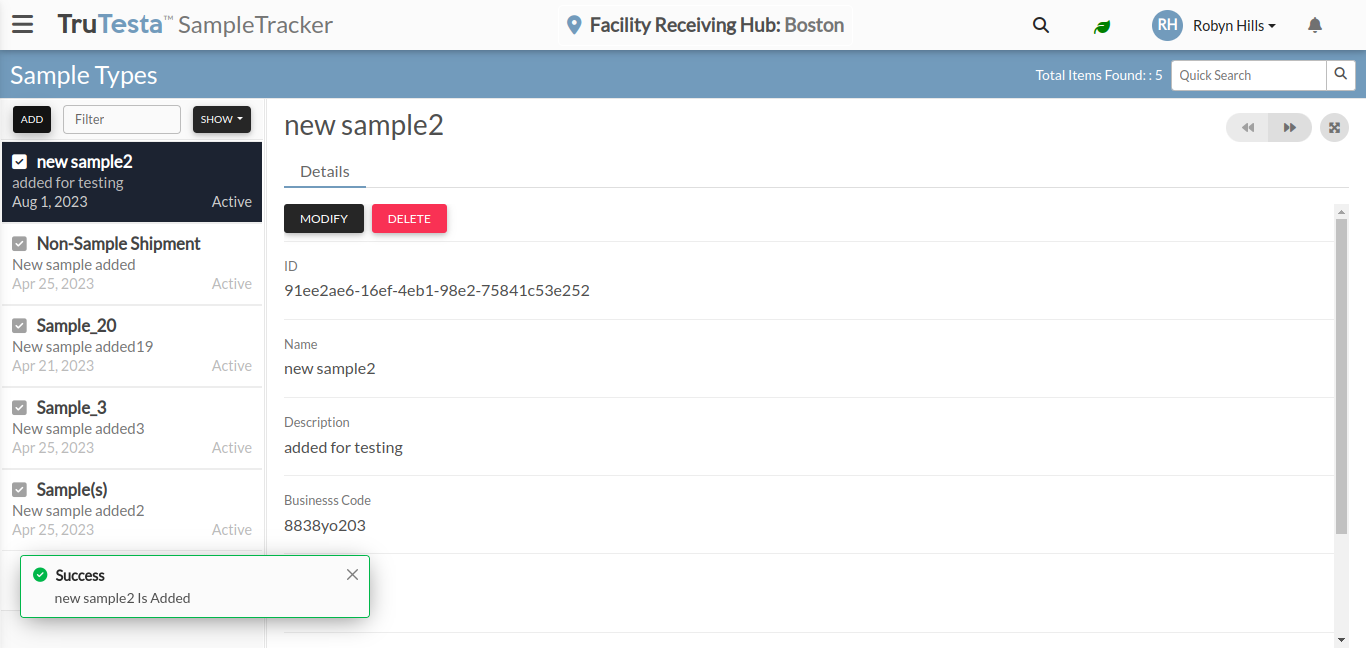 TruTesta™ SampleTracker
Facility Receiving Hub: Boston
RH Robyn Hills
Sample Types
Total Items Found: : 5
Quick Search
ADD
Filter
SHOW
new sample2
added for testing
Aug 1, 2023 Active
Non-Sample Shipment
New sample added
Apr 25, 2023 Active
Sample_20
New sample added19
Apr 21, 2023 Active
Sample_3
New sample added3
Apr 25, 2023 Active
Sample(s)
New sample added2
Apr 25, 2023 Active
Success
new sample2 Is Added
new sample2
Details
MODIFY DELETE
ID
91ee2ae6-16ef-4eb1-98e2-75841c53e252
Name
new sample2
Description
added for testing
Businesss Code
8838yo203